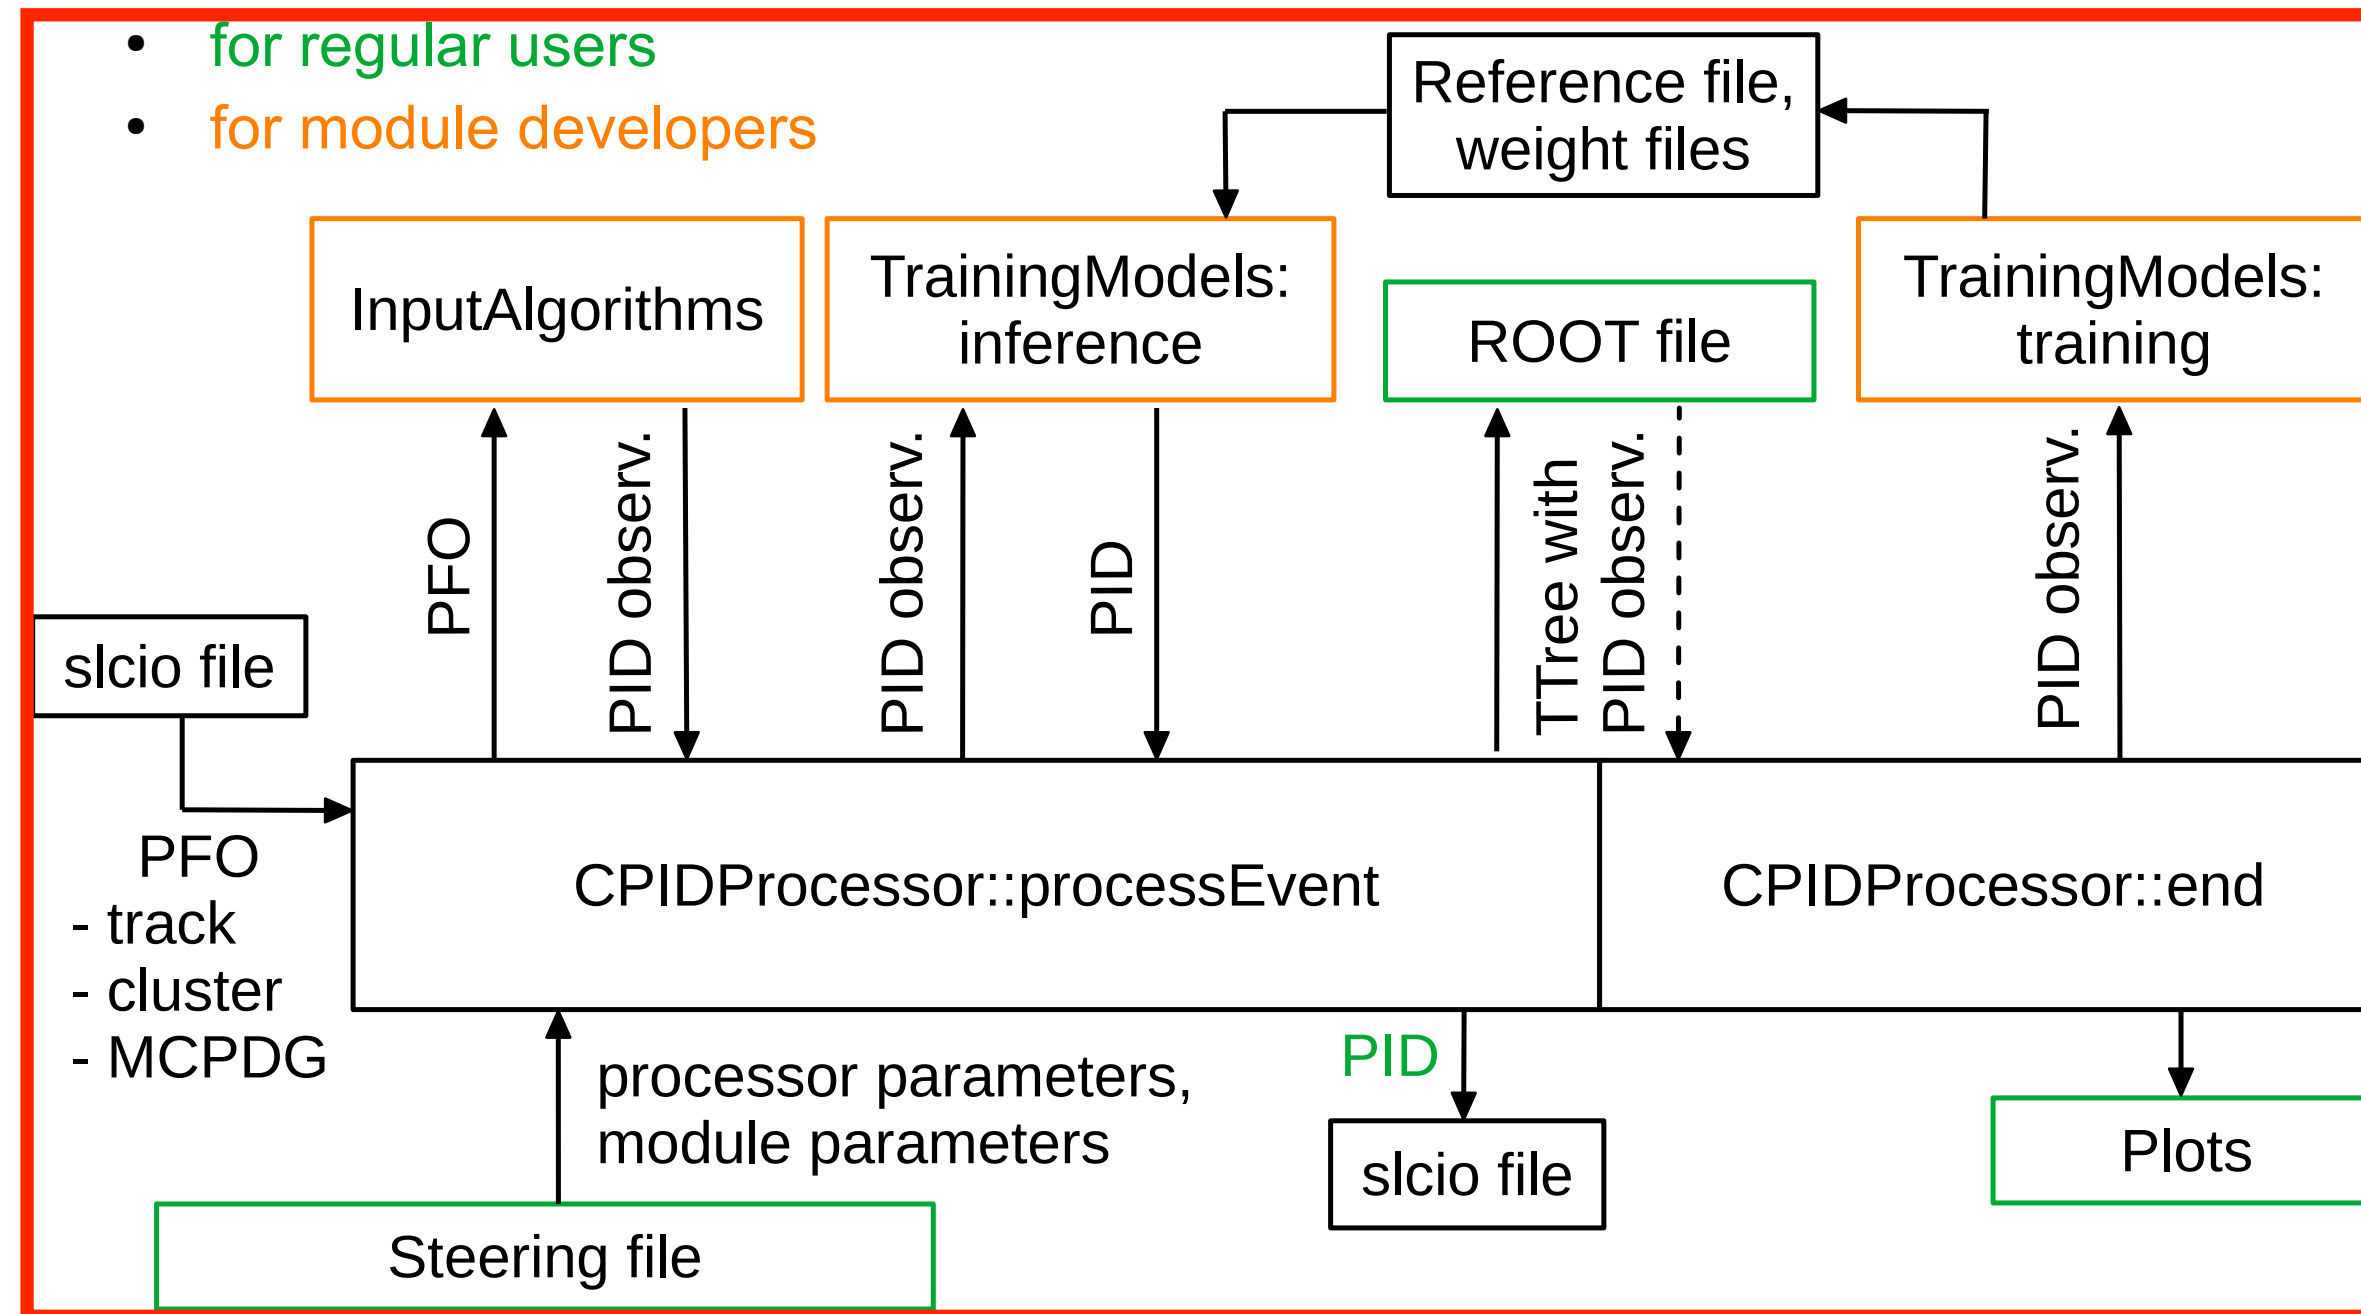 • for regular users
• for module developers
Reference file,
weight files
InputAlgorithms
TrainingModels:
inference
ROOT file
TrainingModels:
training
PFO
PID observ.
PID observ.
PID
TTree with
PID observ.
PID observ.
slcio file
PFO
- track
- cluster
- MCPDG
CPIDProcessor::processEvent
CPIDProcessor::end
processor parameters,
module parameters
PID
slcio file
Plots
Steering file